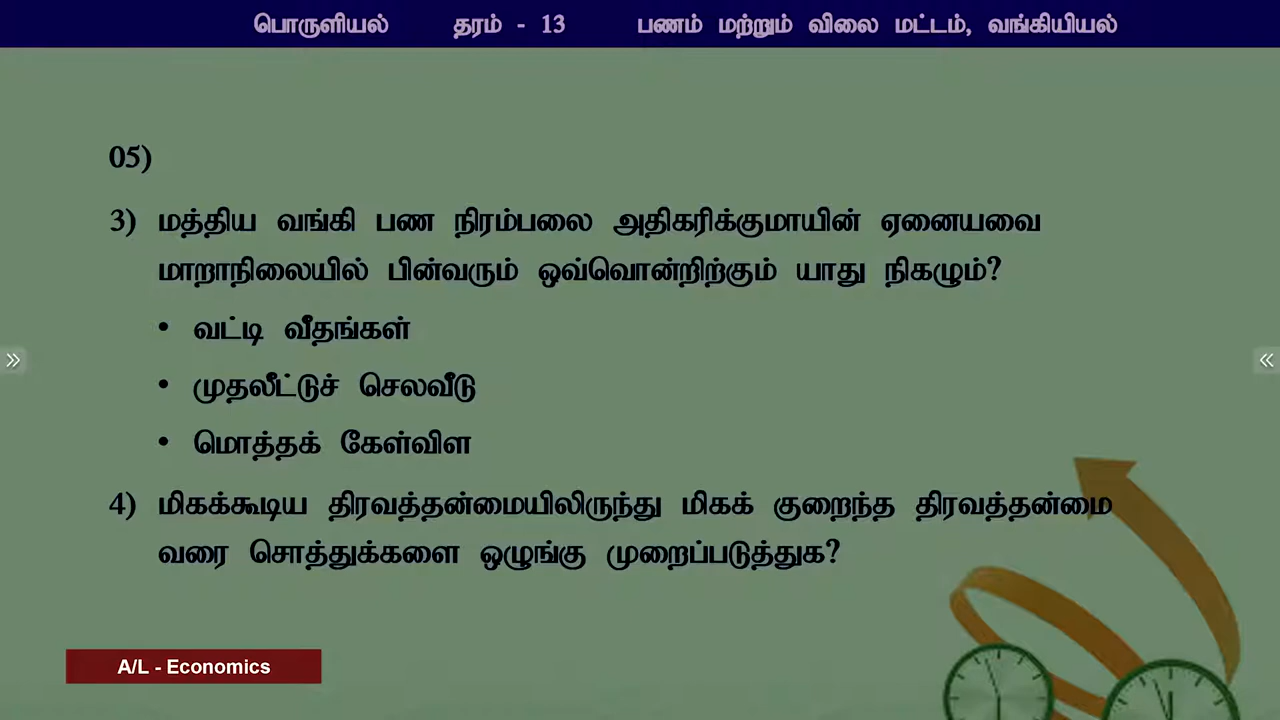 பொருளியல் தரம் - 13 பணம் மற்றும் விலை மட்டம், வங்கியியல்
05)
3) மத்திய வங்கி பண நிரம்பலை அதிகரிக்குமாயின் ஏனையவை
மாறாநிலையில் பின்வரும் ஒவ்வொன்றிற்கும் யாது நிகழும்?
• வட்டி வீதங்கள்
• முதலீட்டுச் செலவீடு
• மொத்தக் கேள்விள
4) மிகக்கூடிய திரவத்தன்மையிலிருந்து மிகக் குறைந்த திரவத்தன்மை
வரை சொத்துக்களை ஒழுங்கு முறைப்படுத்துக?
A/L - Economics